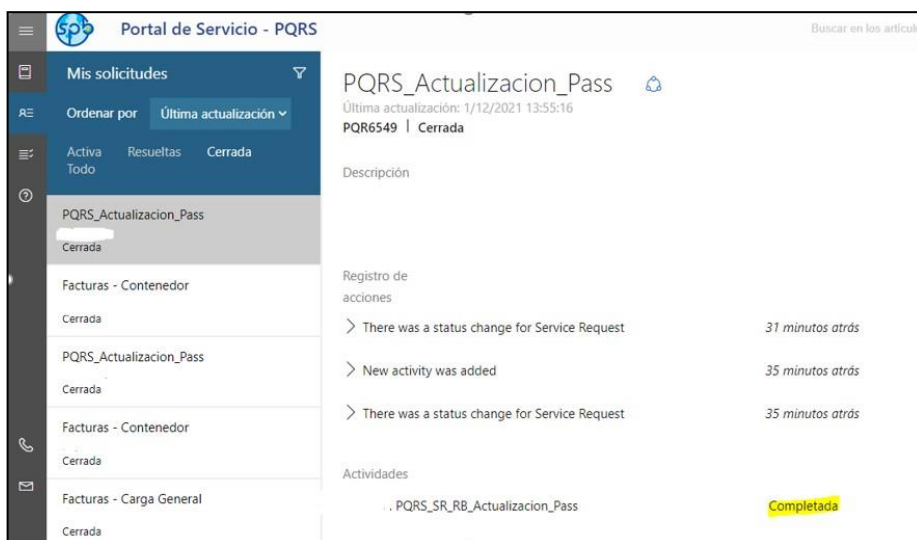 spb
Portal de Servicio - PQRS
Buscar en los artícul
Mis solicitudes
Ordenar por
Última actualización
Activa
Resueltas
Cerrada
Todo
PQRS_Actualizacion_Pass
Cerrada
Facturas - Contenedor
Cerrada
PQRS_Actualizacion_Pass
Cerrada
Facturas - Contenedor
Cerrada
Facturas - Carga General
Cerrada
PQRS_Actualizacion_Pass
Última actualización: 1/12/2021 13:55:16
PQR6549 | Cerrada
Descripción
Registro de
acciones
There was a status change for Service Request 31 minutos atrás
New activity was added 35 minutos atrás
There was a status change for Service Request 35 minutos atrás
Actividades
. PQRS_SR_RB_Actualizacion_Pass Completada